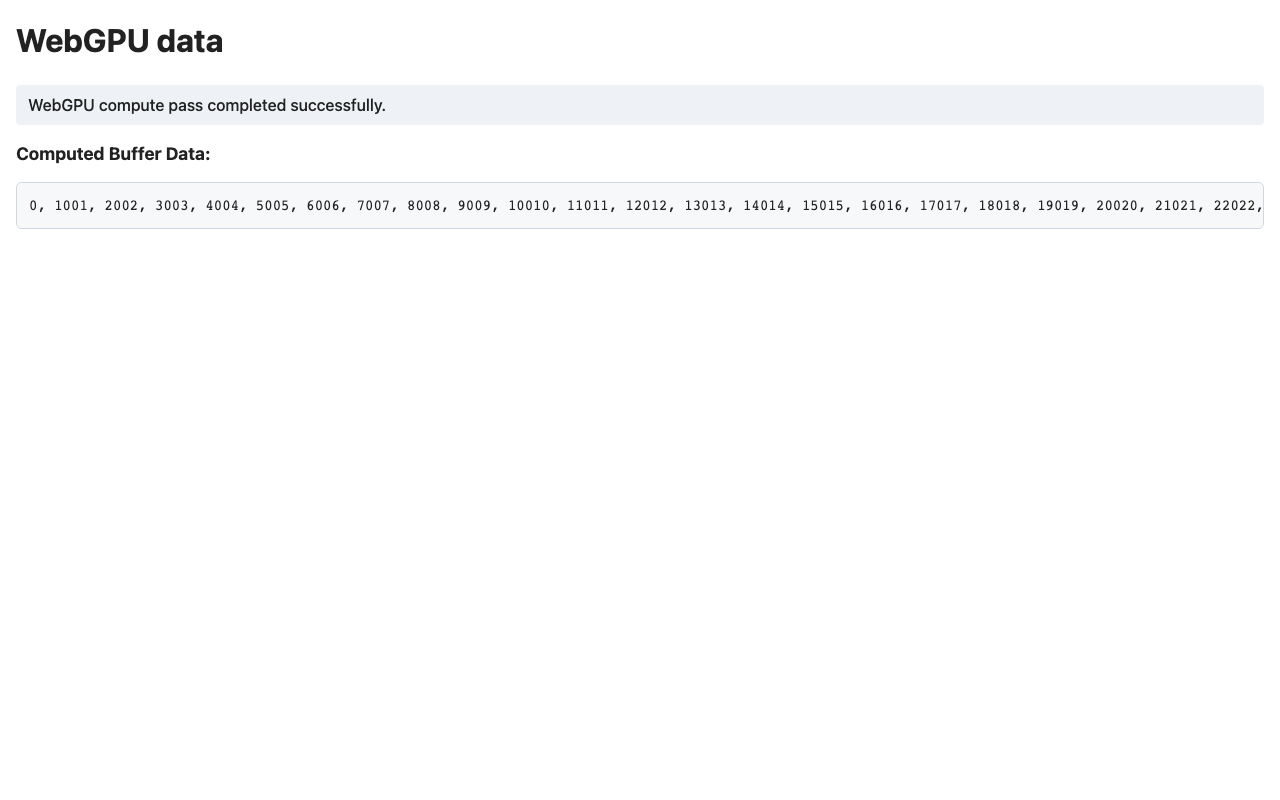 WebGPU data
WebGPU compute pass completed successfully.
Computed Buffer Data:
0, 1001, 2002, 3003, 4004, 5005, 6006, 7007, 8008, 9009, 10010, 11011, 12012, 13013, 14014, 15015, 16016, 17017, 18018, 19019, 20020, 21021, 22022,